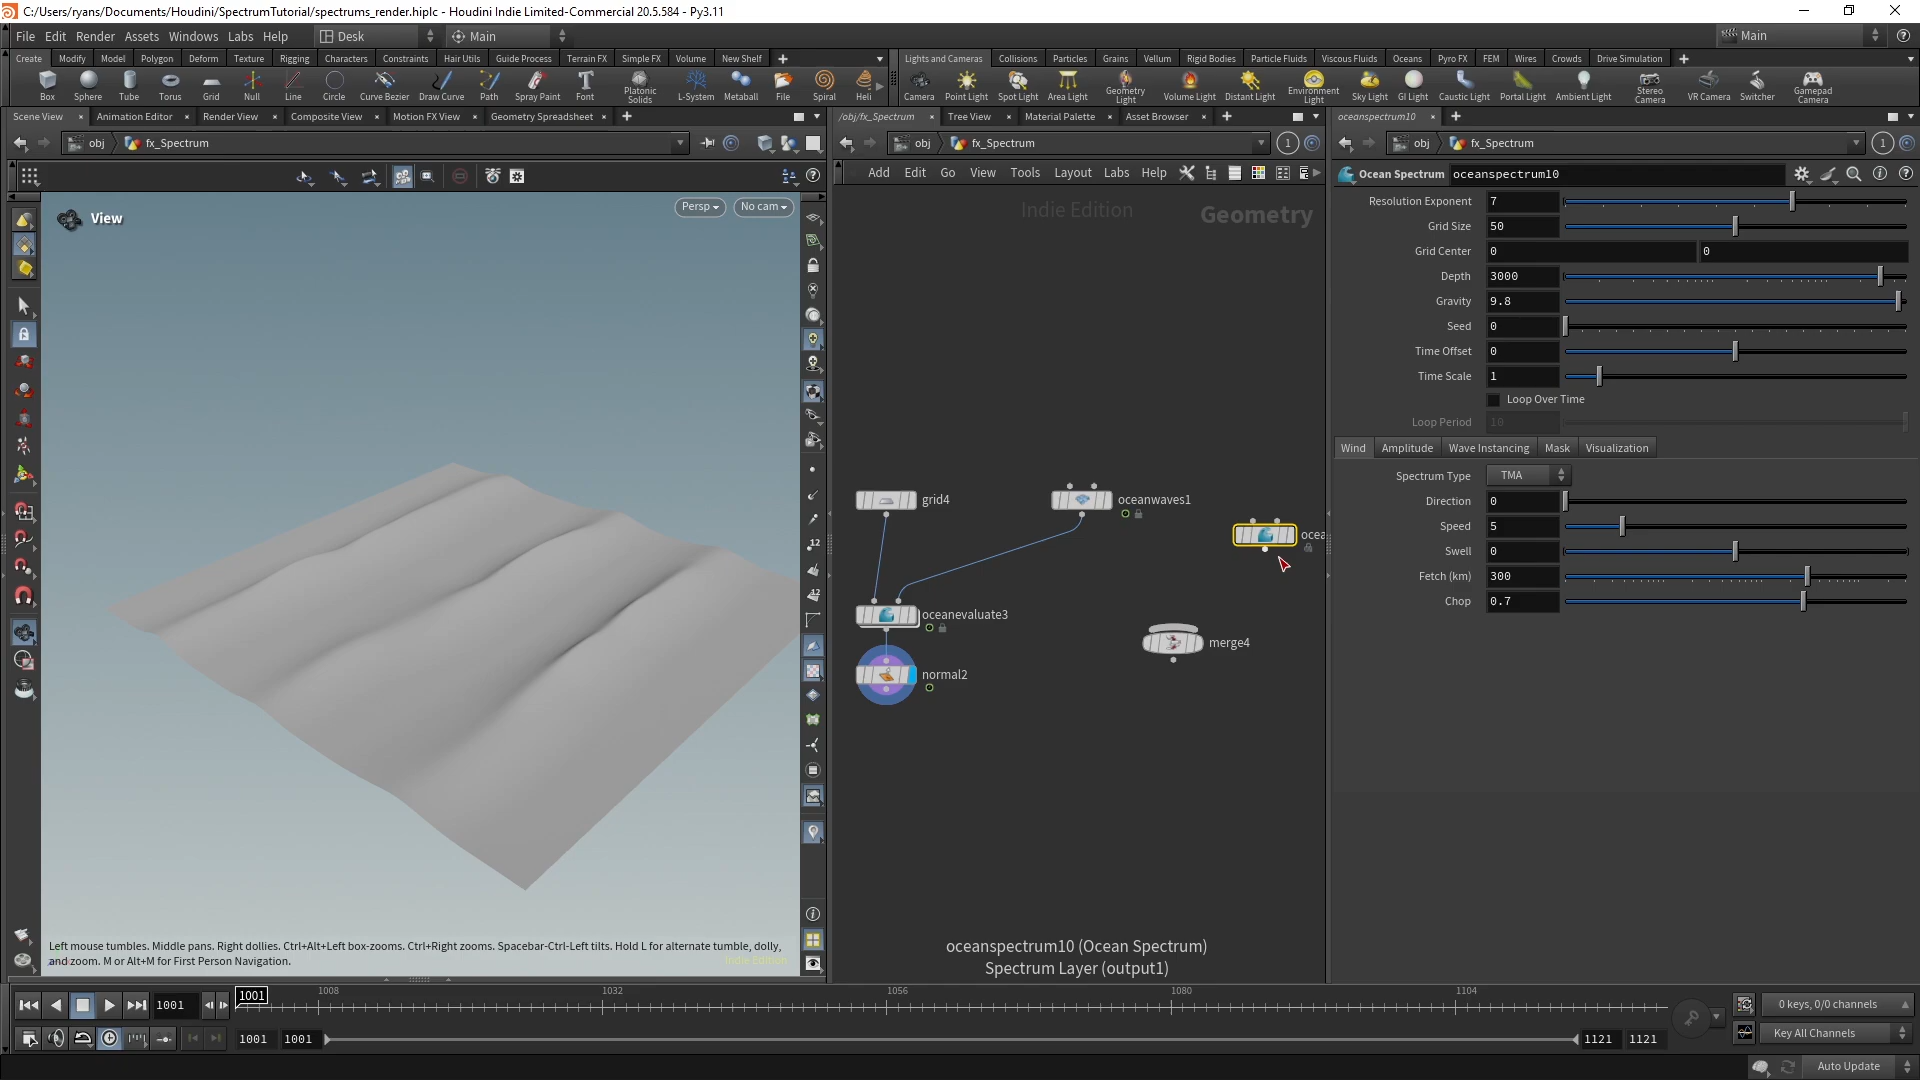 C:/Users/ryans/Documents/Houdini/SpectrumTutorial/spectrums_render.hiplc - Houdini Indie Limited-Commercial 20.5.584 - Py3.11
File Edit Render Assets Windows Labs Help Desk Main Main
Create Modify Model Polygon Deform Texture Rigging Characters Constraints Hair Utils Guide Process Terrain FX Simple FX Volume New Shelf
Lights and Cameras Collisions Particles Grains Vellum Rigid Bodies Particle Fluids Viscous Fluids Oceans Pyro FX FEM Wires Crowds Drive Simulation
Box Sphere Tube Torus Grid Null Line Circle Curve Bezier Draw Curve Path Spray Paint Font Platonic Solids L-System Metaball File Spiral Heli
Camera Point Light Spot Light Area Light Geometry Light Volume Light Distant Light Environment Light Sky Light GI Light Caustic Light Portal Light Ambient Light Stereo Camera VR Camera Switcher Gamepad Camera
Scene View Animation Editor Render View Composite View Motion FX View Geometry Spreadsheet
/obj/fx_Spectrum Tree View Material Palette Asset Browser
oceanspectrum10
obj fx_Spectrum
obj fx_Spectrum 1
obj fx_Spectrum 1
Add Edit Go View Tools Layout Labs Help
Ocean Spectrum oceanspectrum10
View
Persp No cam
Indie Edition
Geometry
Resolution Exponent 7
Grid Size 50
Grid Center 0 0
Depth 3000
Gravity 9.8
Seed 0
Time Offset 0
Time Scale 1
Loop Over Time
Loop Period 10
Wind Amplitude Wave Instancing Mask Visualization
Spectrum Type TMA
Direction 0
Speed 5
Swell 0
Fetch (km) 300
Chop 0.7
grid4
oceanwaves1
ocea
oceanevaluate3
merge4
normal2
12
12
oceanspectrum10 (Ocean Spectrum)
Spectrum Layer (output1)
Left mouse tumbles. Middle pans. Right dollies. Ctrl+Alt+Left box-zooms. Ctrl+Right zooms. Spacebar-Ctrl-Left tilts. Hold L for alternate tumble, dolly,
and zoom. M or Alt+M for First Person Navigation.
Indie Edition
1001 1001 1008 1032 1056 1080 1104
0 keys, 0/0 channels
1001 1001 1121 1121
Key All Channels
Auto Update